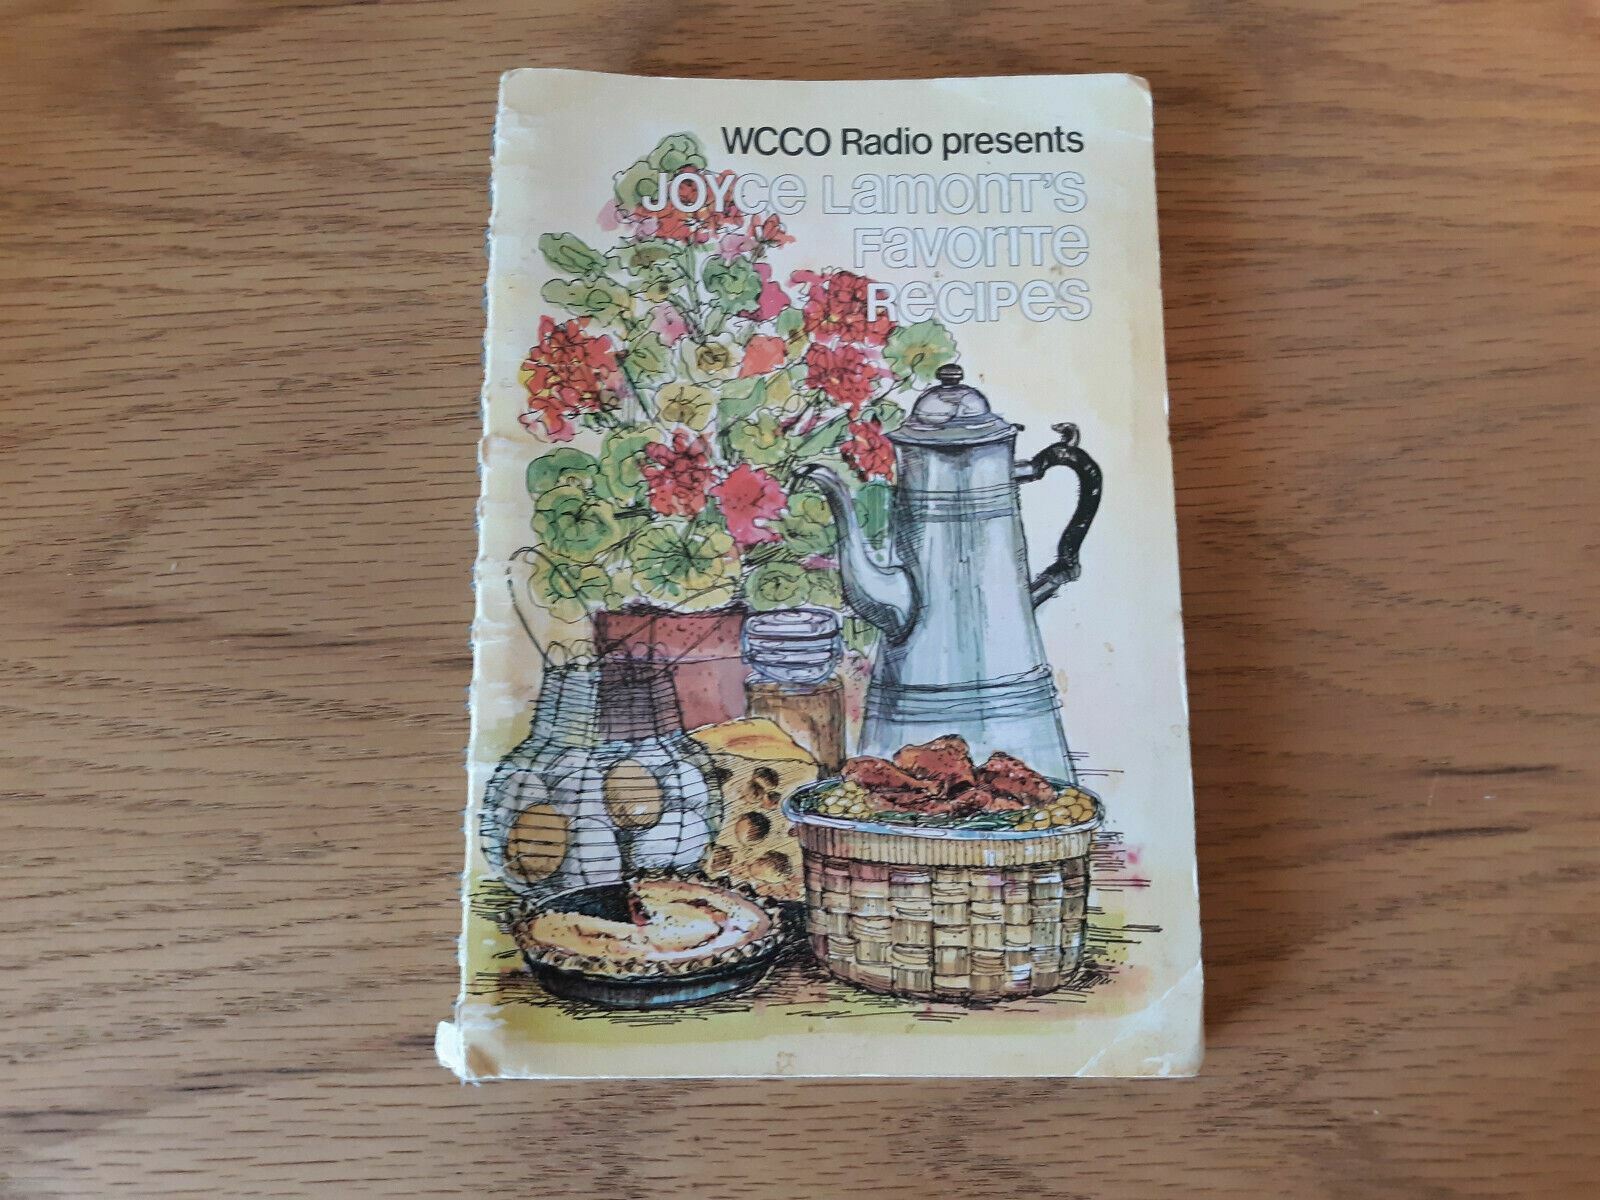 WCCO Radio presents
JOYce Lamont's
Favorite
Recipes